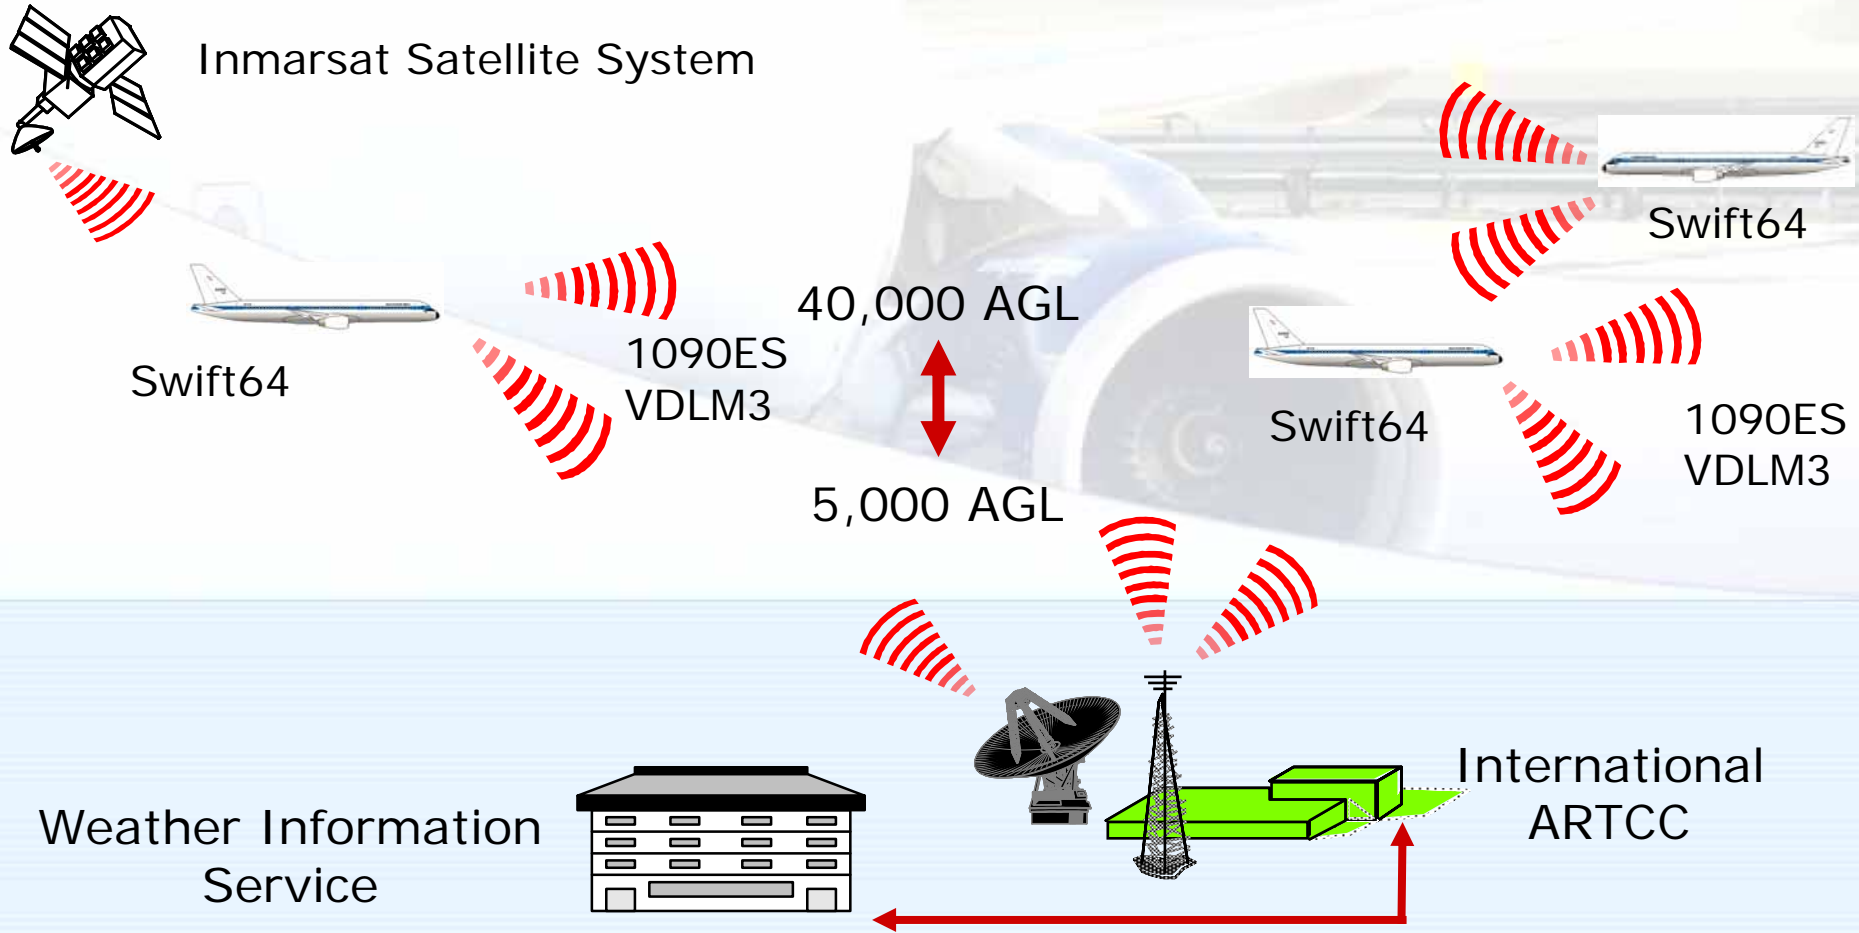 Inmarsat Satellite System
Swift64
40,000 AGL
1090ES
VDLM3
Swift64
Swift64
1090ES
VDLM3
5,000 AGL
International
ARTCC
Weather Information
Service